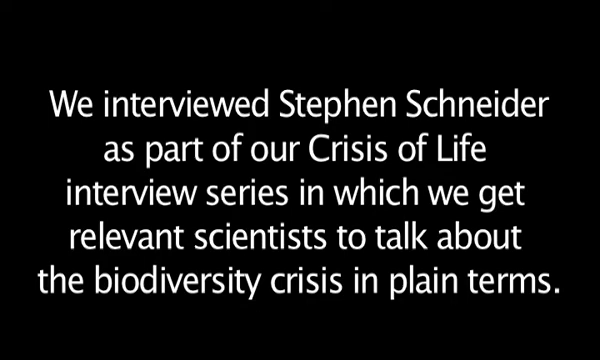 We interviewed Stephen Schneider
as part of our Crisis of Life
interview series in which we get
relevant scientists to talk about
the biodiversity crisis in plain terms.